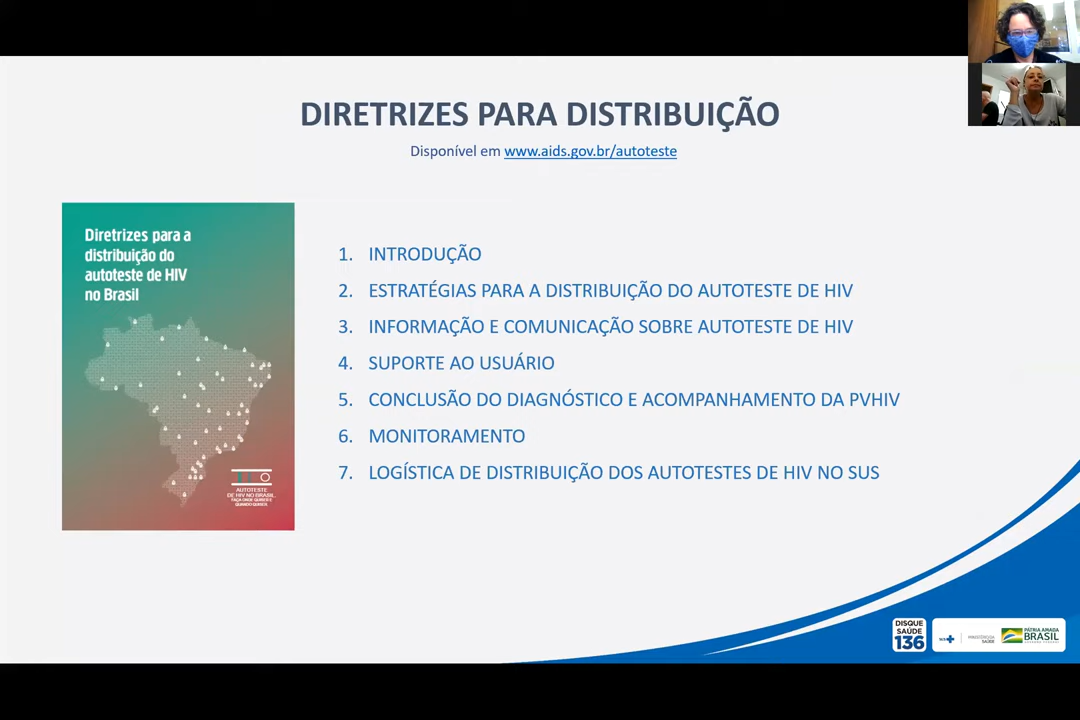 DIRETRIZES PARA DISTRIBUIÇÃO
Disponível em www.aids.gov.br/autoteste
Diretrizes para a
distribuição do
autoteste de HIV
no Brasil
AUTOTESTE
DE HIV NO BRASIL
FAÇA ONDE QUISER E
QUANDO QUISER.
1. INTRODUÇÃO
2. ESTRATÉGIAS PARA A DISTRIBUIÇÃO DO AUTOTESTE DE HIV
3. INFORMAÇÃO E COMUNICAÇÃO SOBRE AUTOTESTE DE HIV
4. SUPORTE AO USUÁRIO
5. CONCLUSÃO DO DIAGNÓSTICO E ACOMPANHAMENTO DA PVHIV
6. MONITORAMENTO
7. LOGÍSTICA DE DISTRIBUIÇÃO DOS AUTOTESTES DE HIV NO SUS
DISQUE
SAÚDE
136
SUS
MINISTÉRIO DA
SAÚDE
PÁTRIA AMADA
BRASIL